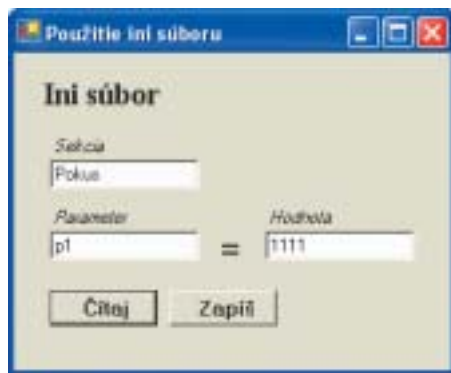 Použitie ini súboru
Ini súbor
Sekcia
Pokus
Parameter Hodnota
p1 = 1111
Čítaj Zapíš